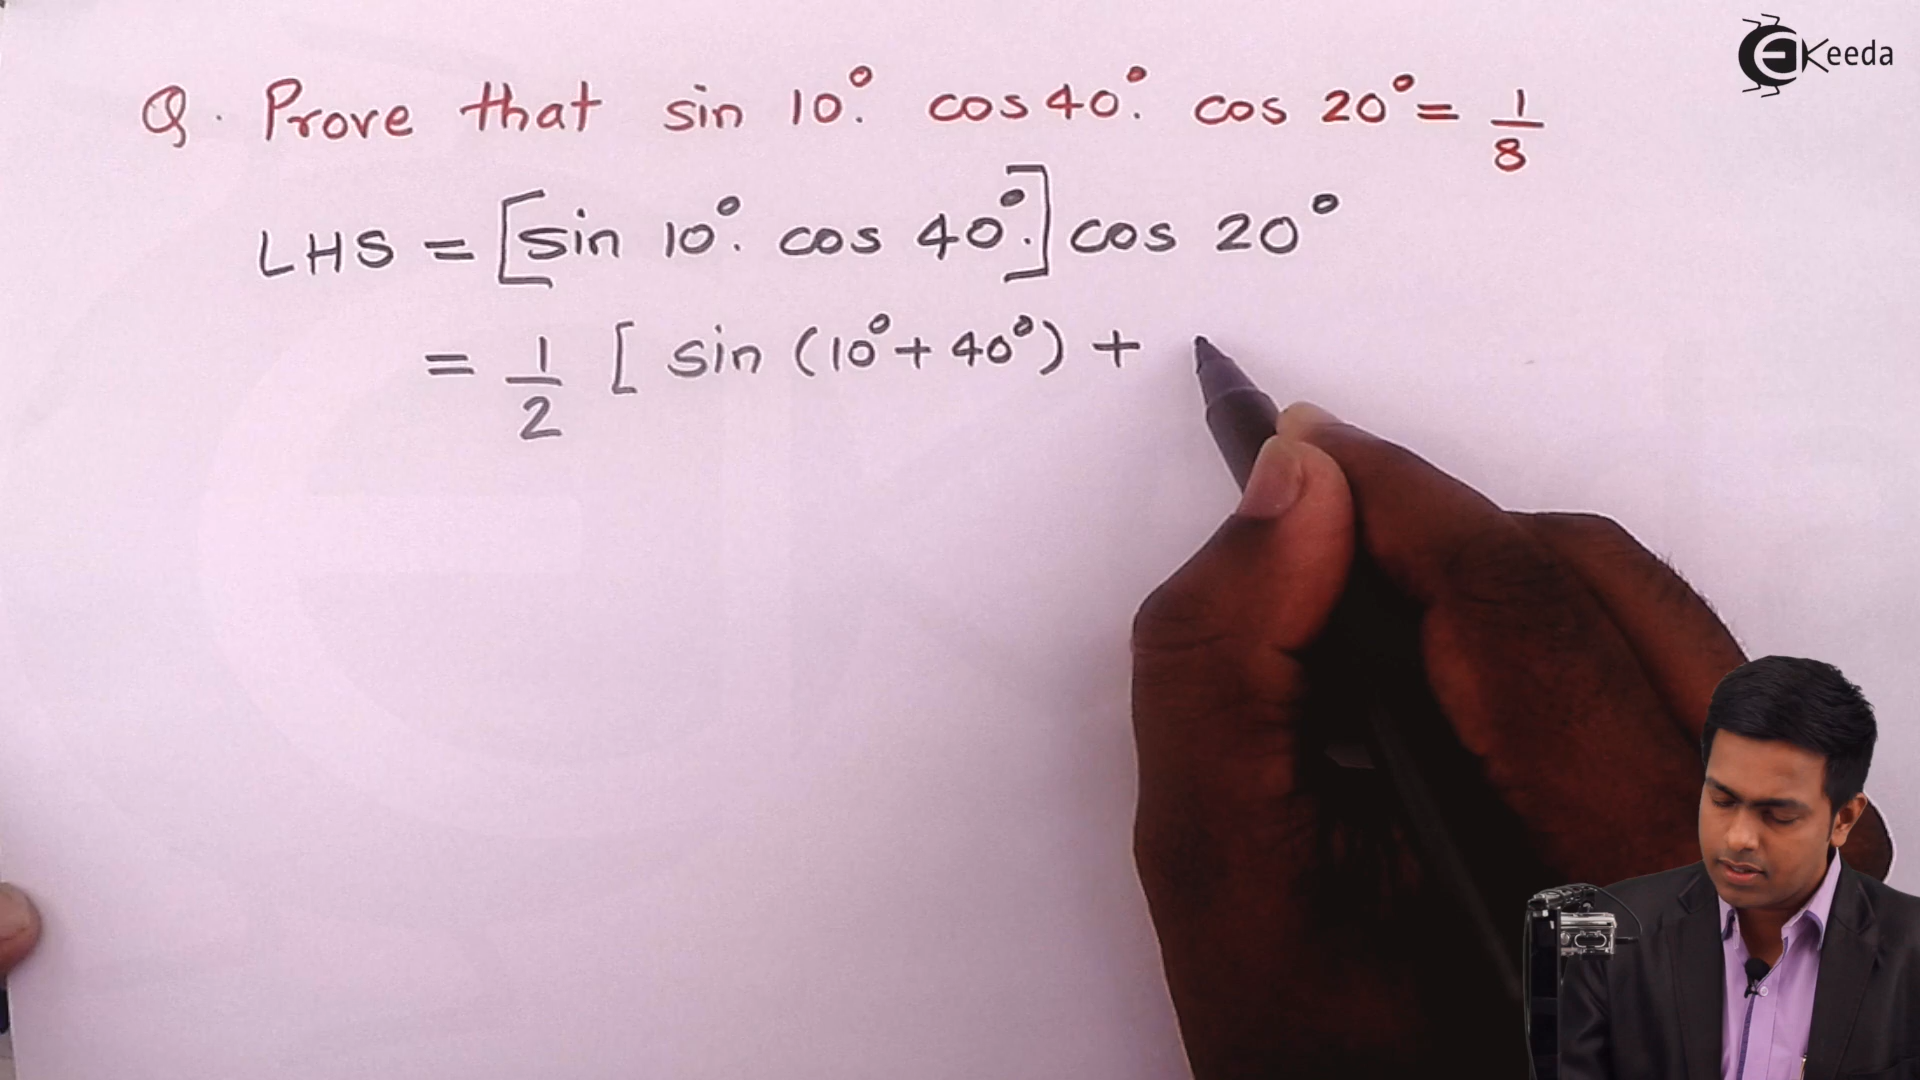 Keeda
Q. Prove that sin 10°. cos 40°. cos 20° = 1/8
LHS = [sin 10°. cos 40°.] cos 20°
= 1/2 [ sin (10° + 40°) +